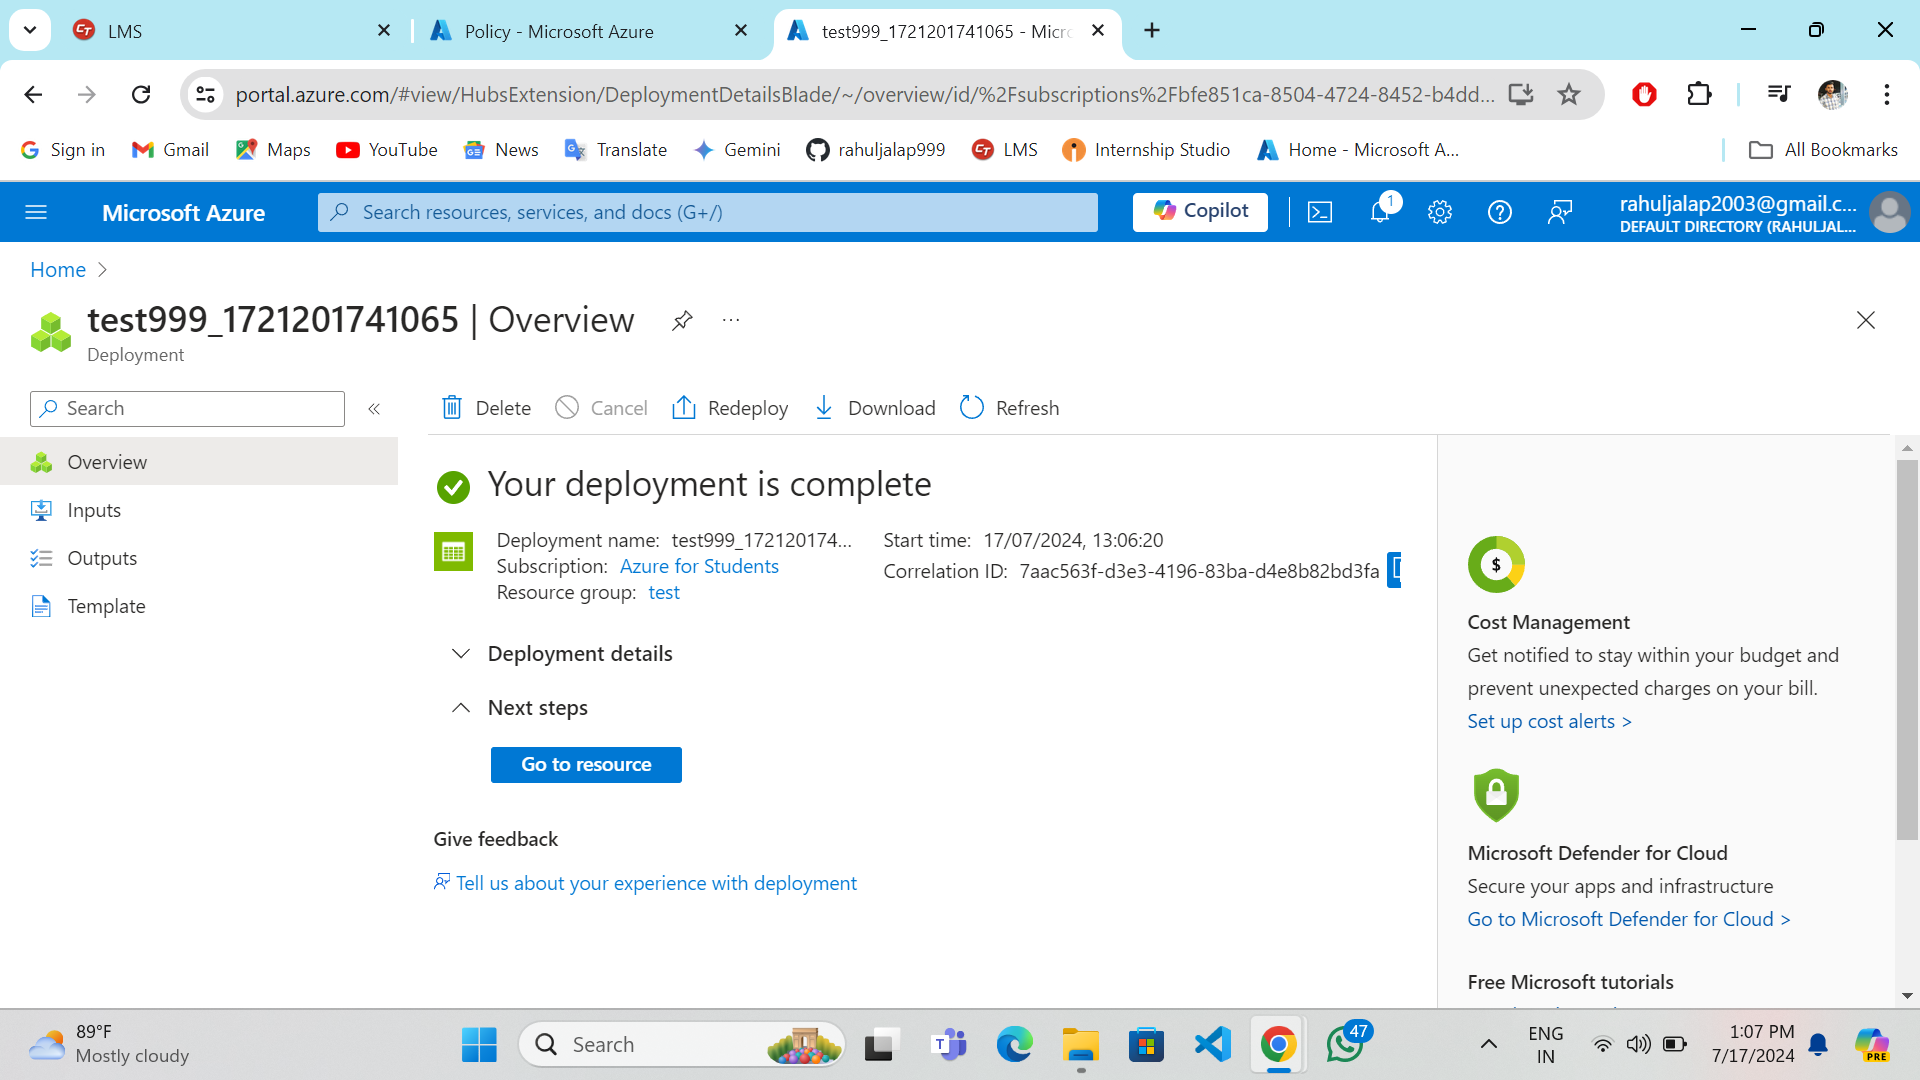 LMS
Policy - Microsoft Azure
test999_1721201741065 - Micr
portal.azure.com/#view/HubsExtension/DeploymentDetailsBlade/~/overview/id/%2Fsubscriptions%2Fbfe851ca-8504-4724-8452-b4dd...
Sign in
Gmail
Maps
YouTube
News
Translate
Gemini
rahuljalap999
LMS
Internship Studio
Home - Microsoft A...
All Bookmarks
Microsoft Azure
Search resources, services, and docs (G+/)
Copilot
1
rahuljalap2003@gmail.c...
DEFAULT DIRECTORY (RAHULJAL...
Home
test999_1721201741065 | Overview
...
Deployment
Search
Delete
Cancel
Redeploy
Download
Refresh
Overview
Inputs
Outputs
Template
Your deployment is complete
Deployment name: test999_172120174...
Subscription: Azure for Students
Resource group: test
Start time: 17/07/2024, 13:06:20
Correlation ID: 7aac563f-d3e3-4196-83ba-d4e8b82bd3fa
Deployment details
Next steps
Go to resource
Give feedback
Tell us about your experience with deployment
$
Cost Management
Get notified to stay within your budget and
prevent unexpected charges on your bill.
Set up cost alerts >
Microsoft Defender for Cloud
Secure your apps and infrastructure
Go to Microsoft Defender for Cloud >
Free Microsoft tutorials
89°F
Mostly cloudy
Search
47
ENG
IN
1:07 PM
7/17/2024
PRE